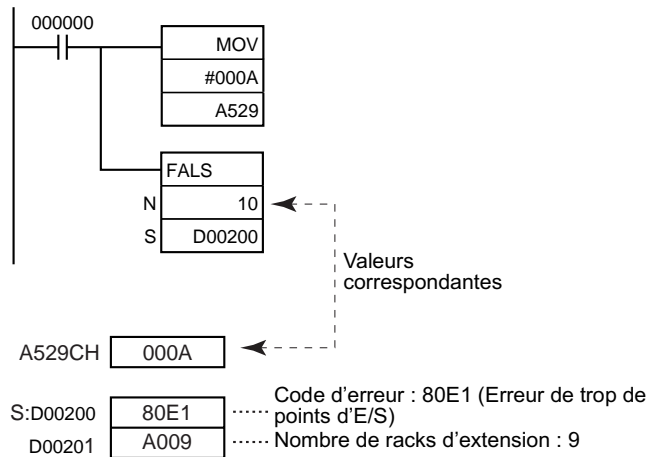 000000
MOV
#000A
A529
FALS
N 10
S D00200
Valeurs
correspondantes
A529CH 000A
S:D00200 80E1 ...... Code d'erreur : 80E1 (Erreur de trop de
points d'E/S)
D00201 A009 ...... Nombre de racks d'extension : 9